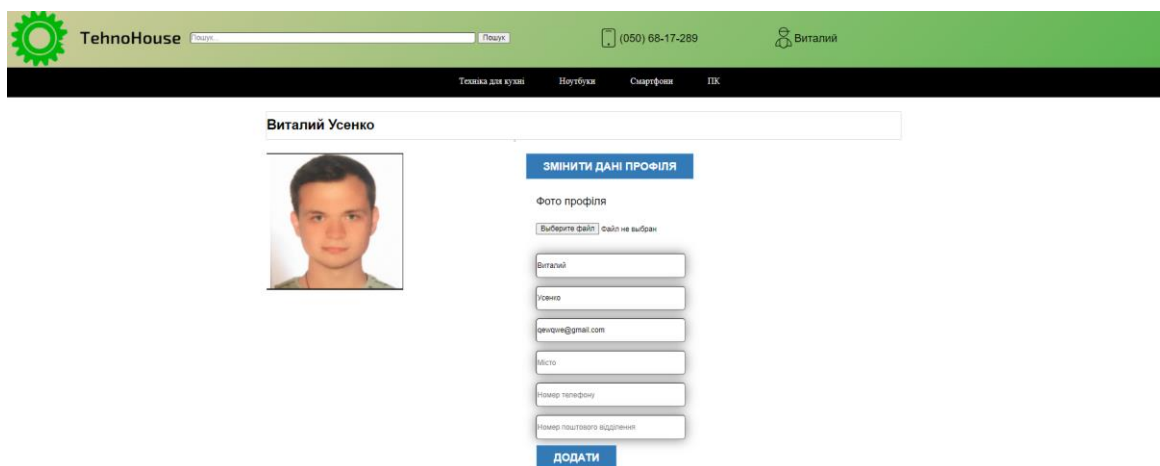 TehnoHouse Пошук... Пошук (050) 68-17-289 Виталий
Техніка для кухні Ноутбуки Смартфони ПК
Виталий Усенко
ЗМІНИТИ ДАНІ ПРОФІЛЯ
Фото профіля
Выберите файл Файл не выбран
Виталий
Усенко
qewqwe@gmail.com
Місто
Номер телефону
Номер поштового відділення
ДОДАТИ